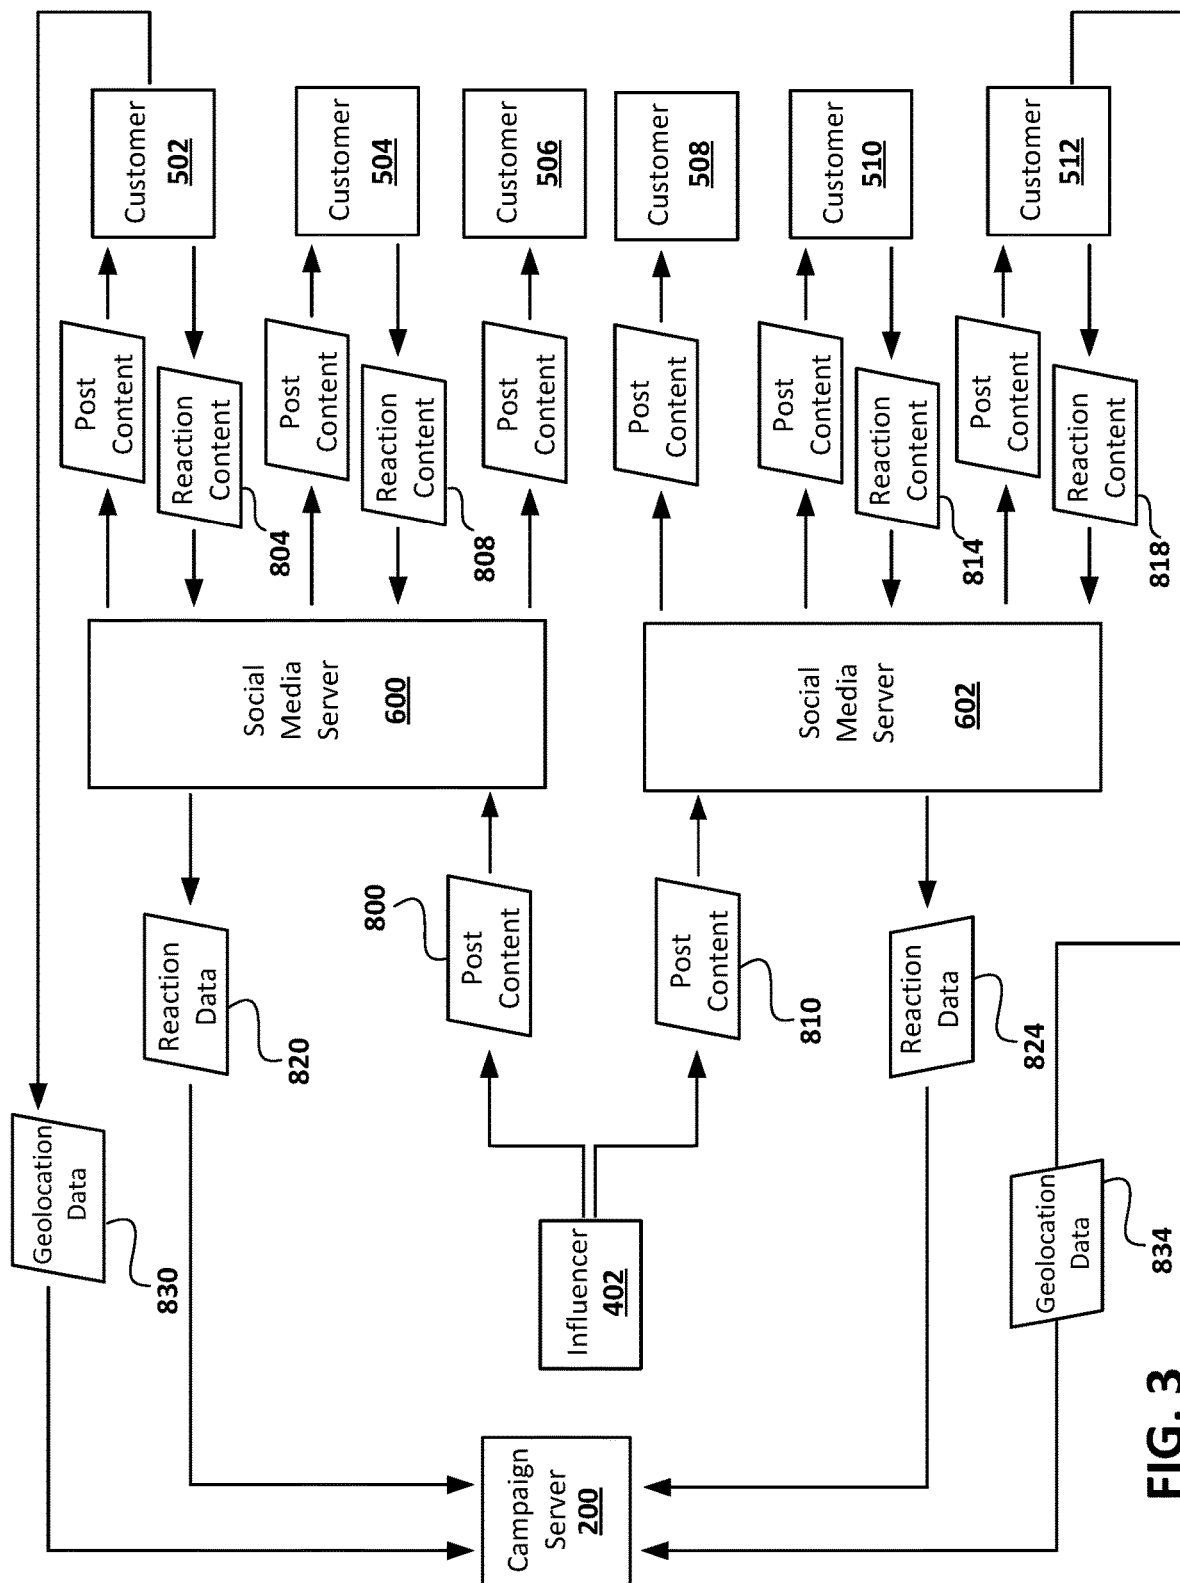 Customer
502
Customer
504
Customer
506
Customer
508
Customer
510
Customer
512
Post
Content
Reaction
Content
804
Post
Content
Reaction
Content
808
Post
Content
Post
Content
Post
Content
Reaction
Content
814
Post
Content
Reaction
Content
818
Social
Media
Server
600
Social
Media
Server
602
Reaction
Data
820
800
Post
Content
Post
Content
810
Reaction
Data
824
Geolocation
Data
830
Influencer
402
Geolocation
Data
834
Campaign
Server
200
FIG. 3